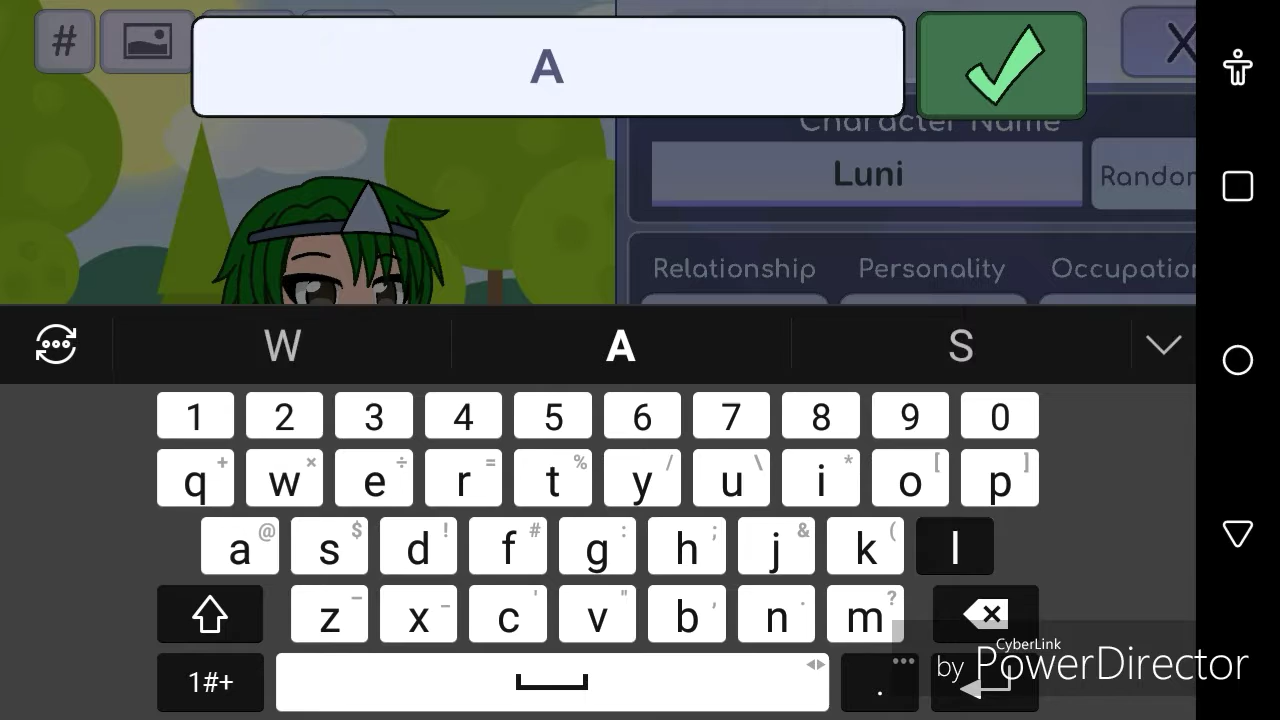 #
A
X
Character Name
Luni
Random
Relationship Personality Occupation
W A S
1 2 3 4 5 6 7 8 9 0
q + w × e ÷ r = t % y / u \ i * o [ p ]
a @ s $ d ! f # g : h ; j & k ( l
z - x _ c ' v " b , n . m ?
1#+ . ...
CyberLink
by PowerDirector